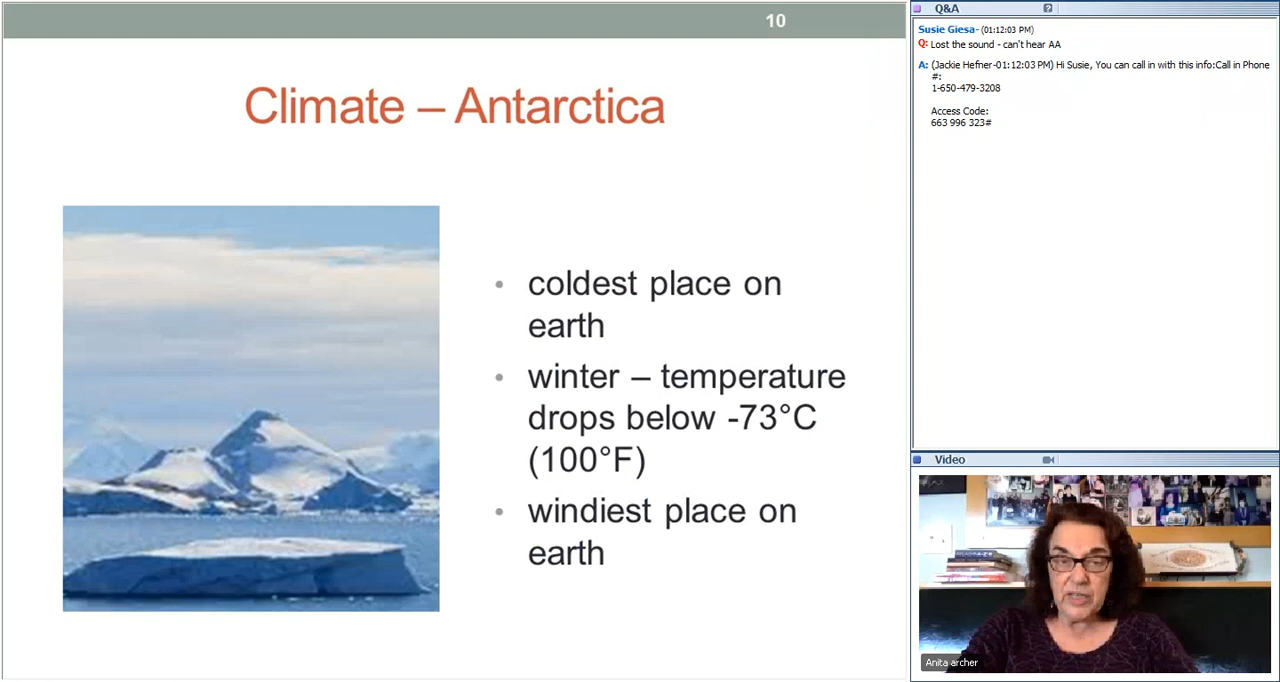 10
Climate – Antarctica
• coldest place on
earth
• winter – temperature
drops below -73°C
(100°F)
• windiest place on
earth
Q&A
Susie Giesa- (01:12:03 PM)
Q: Lost the sound - can't hear AA
A: (Jackie Hefner-01:12:03 PM) Hi Susie, You can call in with this info:Call in Phone
#:
1-650-479-3208
Access Code:
663 996 323#
Video
Anita archer